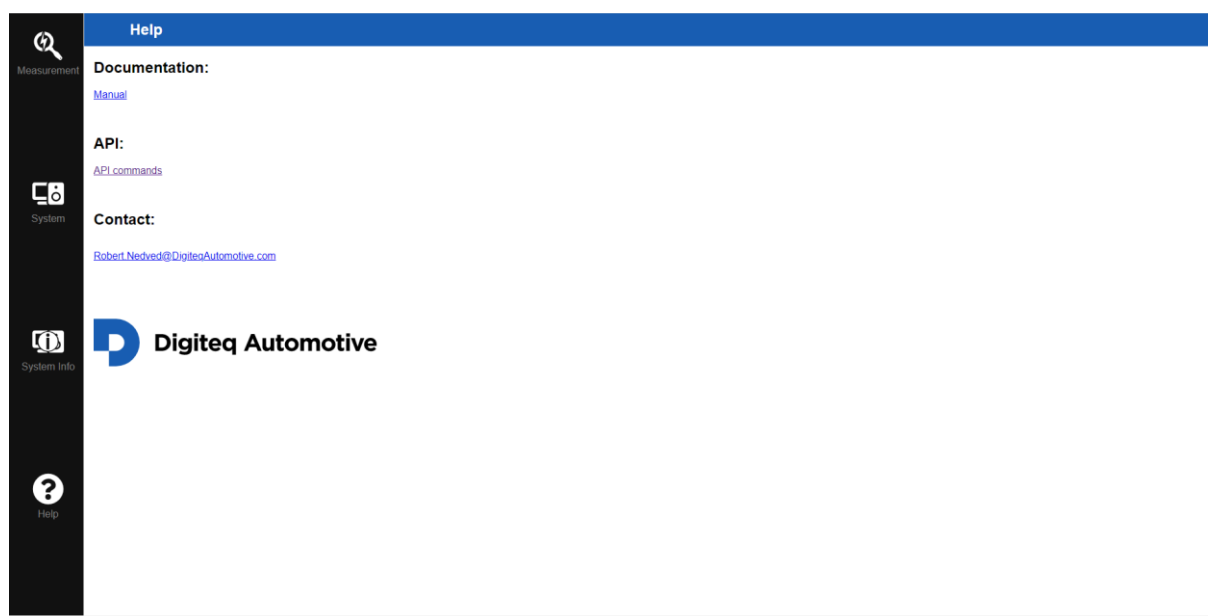 Help
Measurement
Documentation:
Manual
API:
API commands
System
Contact:
Robert.Nedved@DigiteqAutomotive.com
Digiteq Automotive
System Info
Help